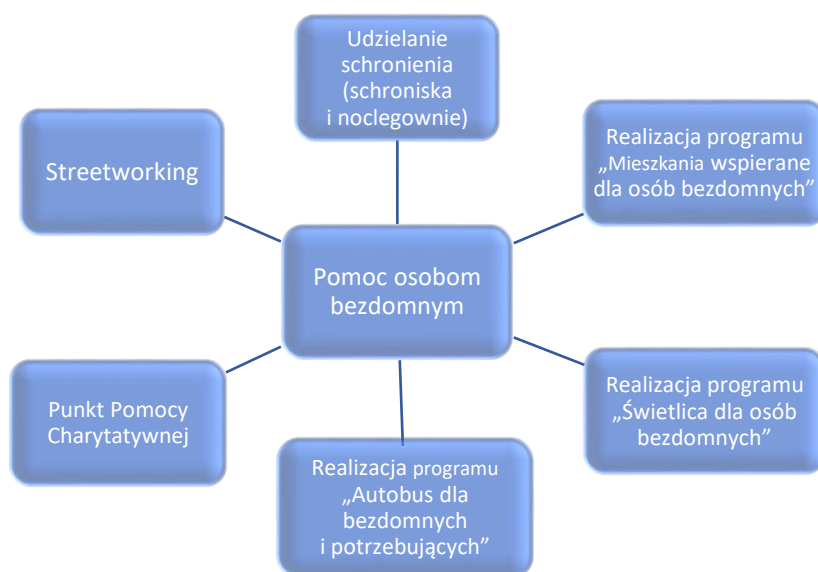 Udzielanie
schronienia
(schroniska
i noclegownie)
Streetworking
Realizacja programu
„Mieszkania wspierane
dla osób bezdomnych”
Pomoc osobom
bezdomnym
Punkt Pomocy
Charytatywnej
Realizacja programu
„Świetlica dla osób
bezdomnych”
Realizacja programu
„Autobus dla
bezdomnych
i potrzebujących”